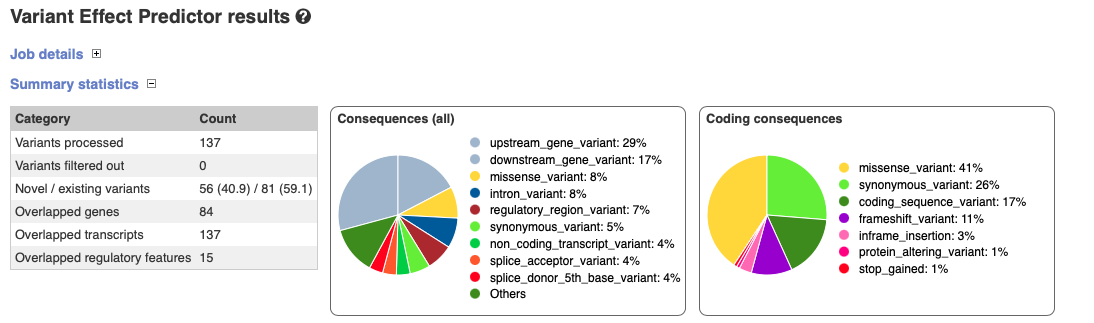 Variant Effect Predictor results ?
Job details +
Summary statistics −
Category Count
Variants processed 137
Variants filtered out 0
Novel / existing variants 56 (40.9) / 81 (59.1)
Overlapped genes 84
Overlapped transcripts 137
Overlapped regulatory features 15
Consequences (all)
upstream_gene_variant: 29%
downstream_gene_variant: 17%
missense_variant: 8%
intron_variant: 8%
regulatory_region_variant: 7%
synonymous_variant: 5%
non_coding_transcript_variant: 4%
splice_acceptor_variant: 4%
splice_donor_5th_base_variant: 4%
Others
Coding consequences
missense_variant: 41%
synonymous_variant: 26%
coding_sequence_variant: 17%
frameshift_variant: 11%
inframe_insertion: 3%
protein_altering_variant: 1%
stop_gained: 1%